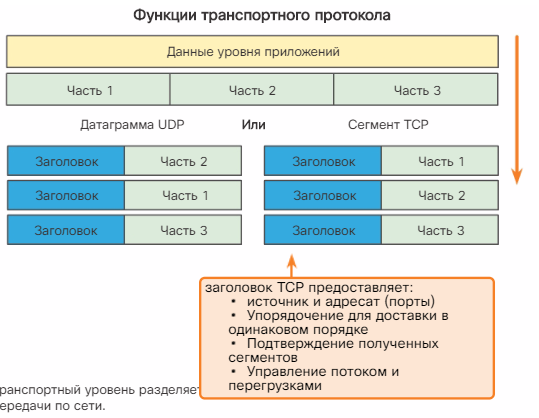 Функции транспортного протокола
Данные уровня приложений
Часть 1 Часть 2 Часть 3
Датаграмма UDP Или Сегмент TCP
Заголовок Часть 2 Заголовок Часть 1
Заголовок Часть 1 Заголовок Часть 2
Заголовок Часть 3 Заголовок Часть 3
заголовок TCP предоставляет:
• источник и адресат (порты)
• Упорядочение для доставки в
одинаковом порядке
• Подтверждение полученных
сегментов
• Управление потоком и
перегрузками
ранспортный уровень разделяет
ередачи по сети.